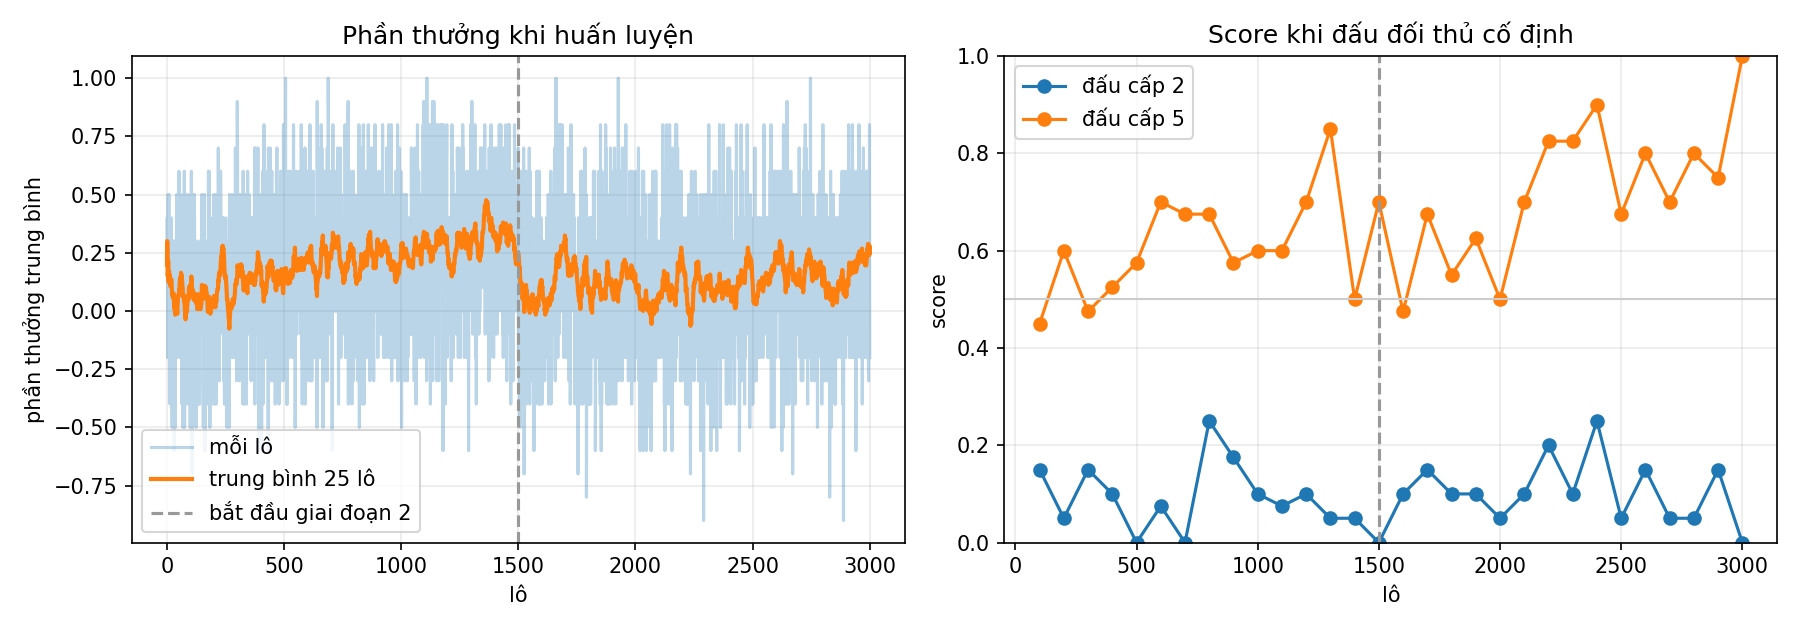 Phần thưởng khi huấn luyện
phần thưởng trung bình
1.00
0.75
0.50
0.25
0.00
−0.25
−0.50
−0.75
mỗi lô
trung bình 25 lô
bắt đầu giai đoạn 2
0 500 1000 1500 2000 2500 3000
lô
Score khi đấu đối thủ cố định
score
1.0
0.8
0.6
0.4
0.2
0.0
đấu cấp 2
đấu cấp 5
0 500 1000 1500 2000 2500 3000
lô